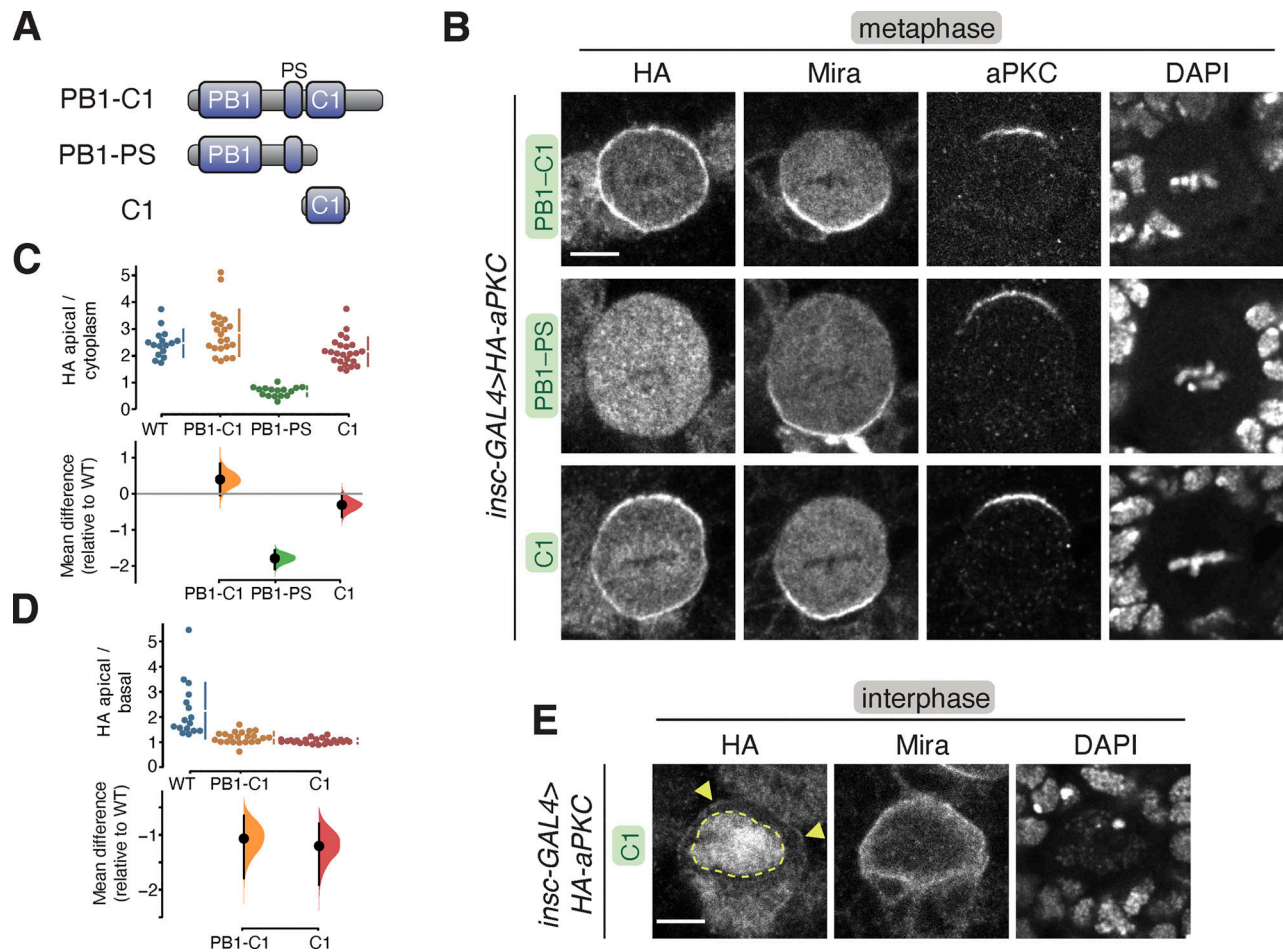 A
PS
PB1-C1
PB1
C1
PB1-PS
PB1
C1
C1
B
metaphase
HA
Mira
aPKC
DAPI
insc-GAL4>HA-aPKC
PB1–C1
PB1–PS
C1
C
HA apical /
cytoplasm
5
4
3
2
1
0
WT
PB1-C1
PB1-PS
C1
Mean difference
(relative to WT)
1
0
−1
−2
PB1-C1
PB1-PS
C1
D
HA apical /
basal
5
4
3
2
1
0
WT
PB1-C1
C1
Mean difference
(relative to WT)
-1
-2
PB1-C1
C1
E
interphase
HA
Mira
DAPI
insc-GAL4>
HA-aPKC
C1